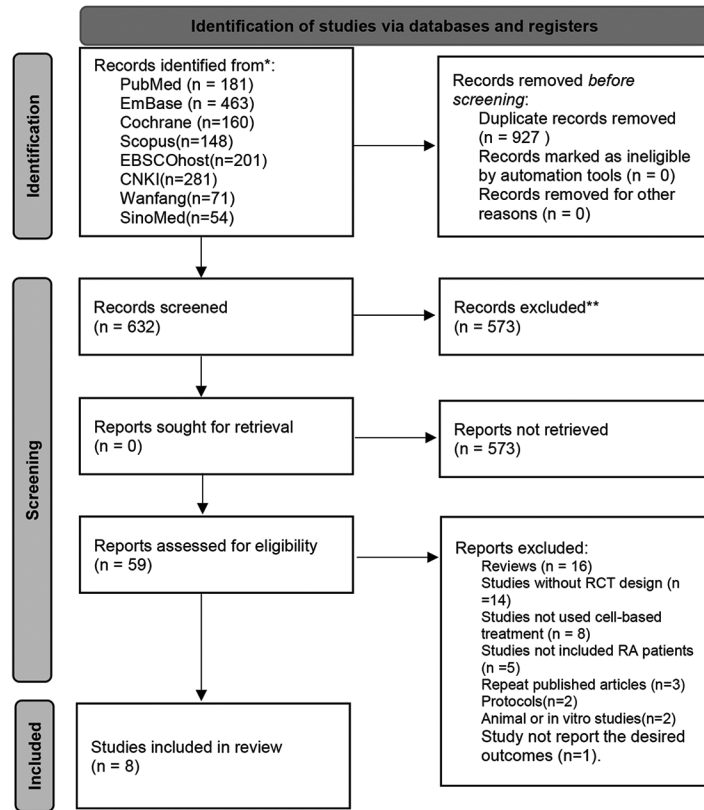 Identification of studies via databases and registers
Identification
Records identified from*:
PubMed (n = 181)
EmBase (n = 463)
Cochrane (n=160)
Scopus(n=148)
EBSCOhost(n=201)
CNKI(n=281)
Wanfang(n=71)
SinoMed(n=54)
Records removed before
screening:
Duplicate records removed
(n = 927 )
Records marked as ineligible
by automation tools (n = 0)
Records removed for other
reasons (n = 0)
Screening
Records screened
(n = 632)
Records excluded**
(n = 573)
Reports sought for retrieval
(n = 0)
Reports not retrieved
(n = 573)
Reports assessed for eligibility
(n = 59)
Reports excluded:
Reviews (n = 16)
Studies without RCT design (n
=14)
Studies not used cell-based
treatment (n = 8)
Studies not included RA patients
(n =5)
Repeat published articles (n=3)
Protocols(n=2)
Animal or in vitro studies(n=2)
Study not report the desired
outcomes (n=1).
Included
Studies included in review
(n = 8)